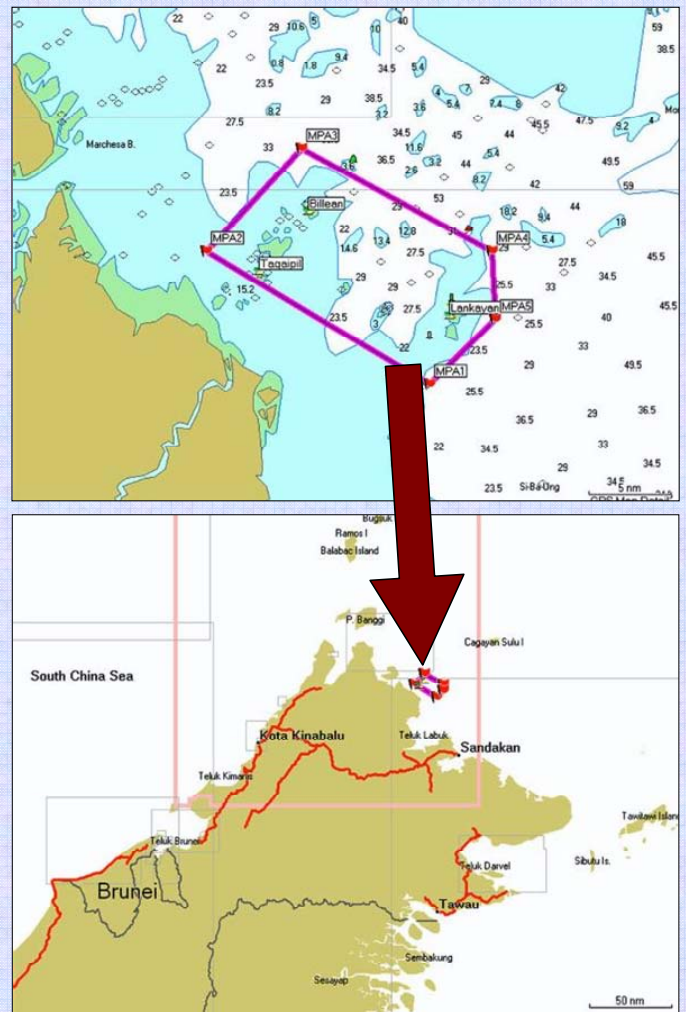 29 10.6 5 40 59
10 38.5
22 0.8 1.8 9.4 34.5 5.4
23.5 29 42
8.2 29 38.5 3.2 3.6 5.4 7.4 8
27.5 MPA3 34.5 45 44 45.5 47.5 9.2 4
Marchesa B. 33 11.6
3.6 36.5 2.6 3.2 44 5.4 49.5
23.5 8.2 42 59
Billean 29 53
22 18.2 9.4 18
MPA2 14.6 13.4 12.8 31 MPA4
27.5 29 5.4 45.5
Tagaipil 29 27.5 34.5
15.2 29 25.5 33
23.5 3 27.5 8 Lankayan MPA5 40 45.5
22 23.5 25.5 33
MPA1 29 49.5
25.5
36.5 29 36.5
22 34.5 33
29 34.5
23.5 Si-Ba-Ung 34.5 5 nm
GPS Map Detail
Bugsuk
Ramos I
Balabac Island
P. Banggi
Cagayan Sulu I
South China Sea
Kota Kinabalu
Teluk Labuk
Sandakan
Teluk Kimanis
Tawitawi Island
Teluk Brunei
Teluk Darvel
Sibutu Is.
Brunei
Tawau
Sembakung
Sesayap
50 nm